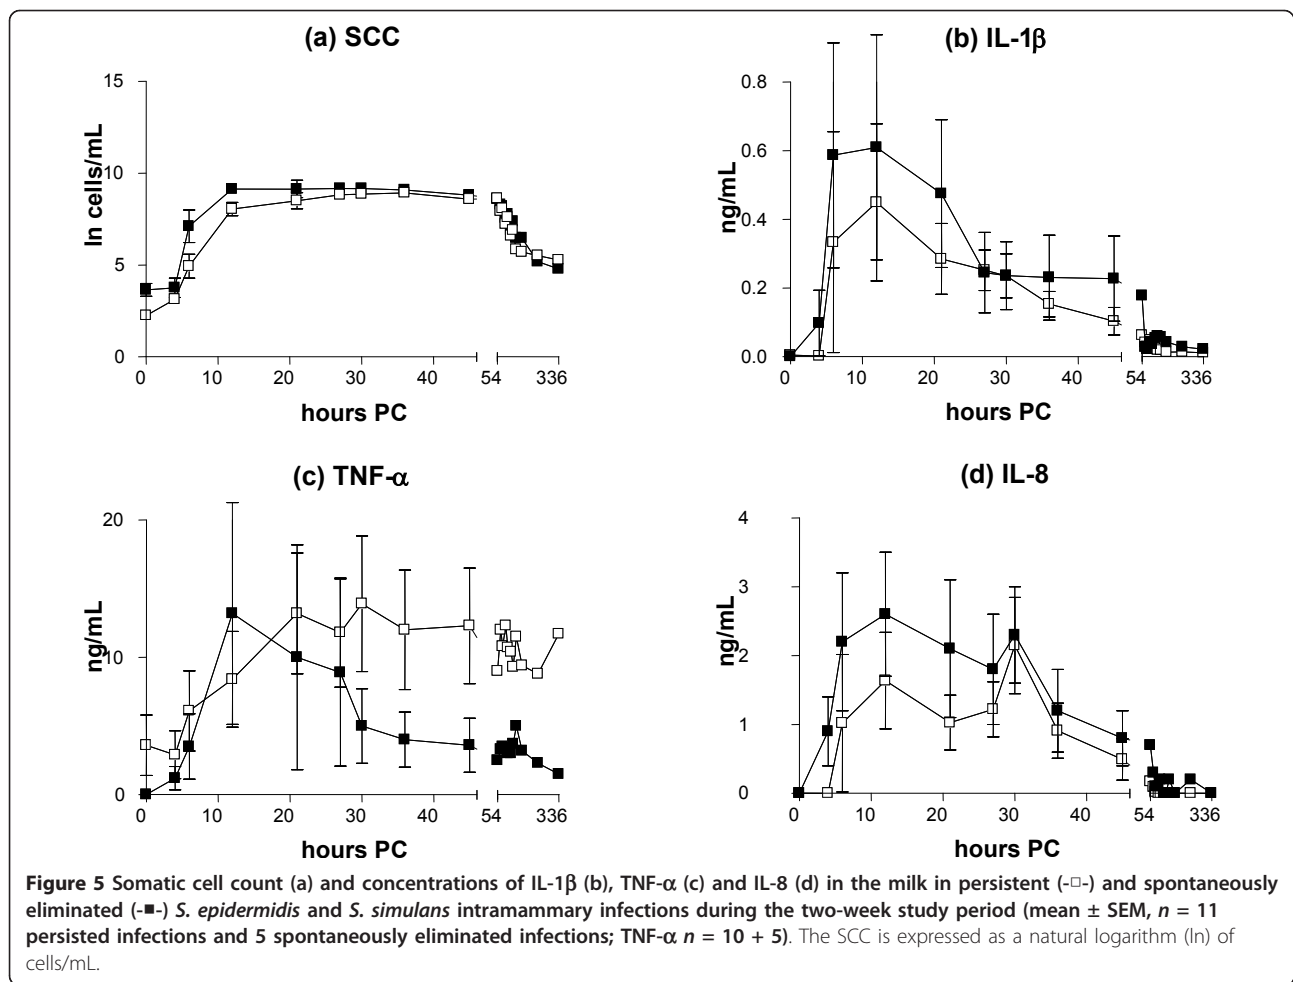 (a) SCC
15
10
5
0
ln cells/mL
0 10 20 30 40 54 336
hours PC
(b) IL-1β
0.8
0.6
0.4
0.2
0.0
ng/mL
0 10 20 30 40 54 336
hours PC
(c) TNF-α
20
10
0
ng/mL
0 10 20 30 40 54 336
hours PC
(d) IL-8
4
3
2
1
0
ng/mL
0 10 20 30 40 54 336
hours PC
Figure 5 Somatic cell count (a) and concentrations of IL-1β (b), TNF-α (c) and IL-8 (d) in the milk in persistent (-□-) and spontaneously
eliminated (-■-) S. epidermidis and S. simulans intramammary infections during the two-week study period (mean ± SEM, n = 11
persisted infections and 5 spontaneously eliminated infections; TNF-α n = 10 + 5). The SCC is expressed as a natural logarithm (ln) of
cells/mL.